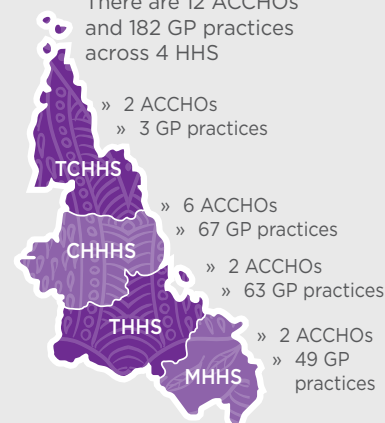 There are 12 ACCHOs
and 182 GP practices
across 4 HHS
» 2 ACCHOs
» 3 GP practices
TCHHS
» 6 ACCHOs
» 67 GP practices
CHHHS
» 2 ACCHOs
» 63 GP practices
THHS
» 2 ACCHOs
» 49 GP
practices
MHHS